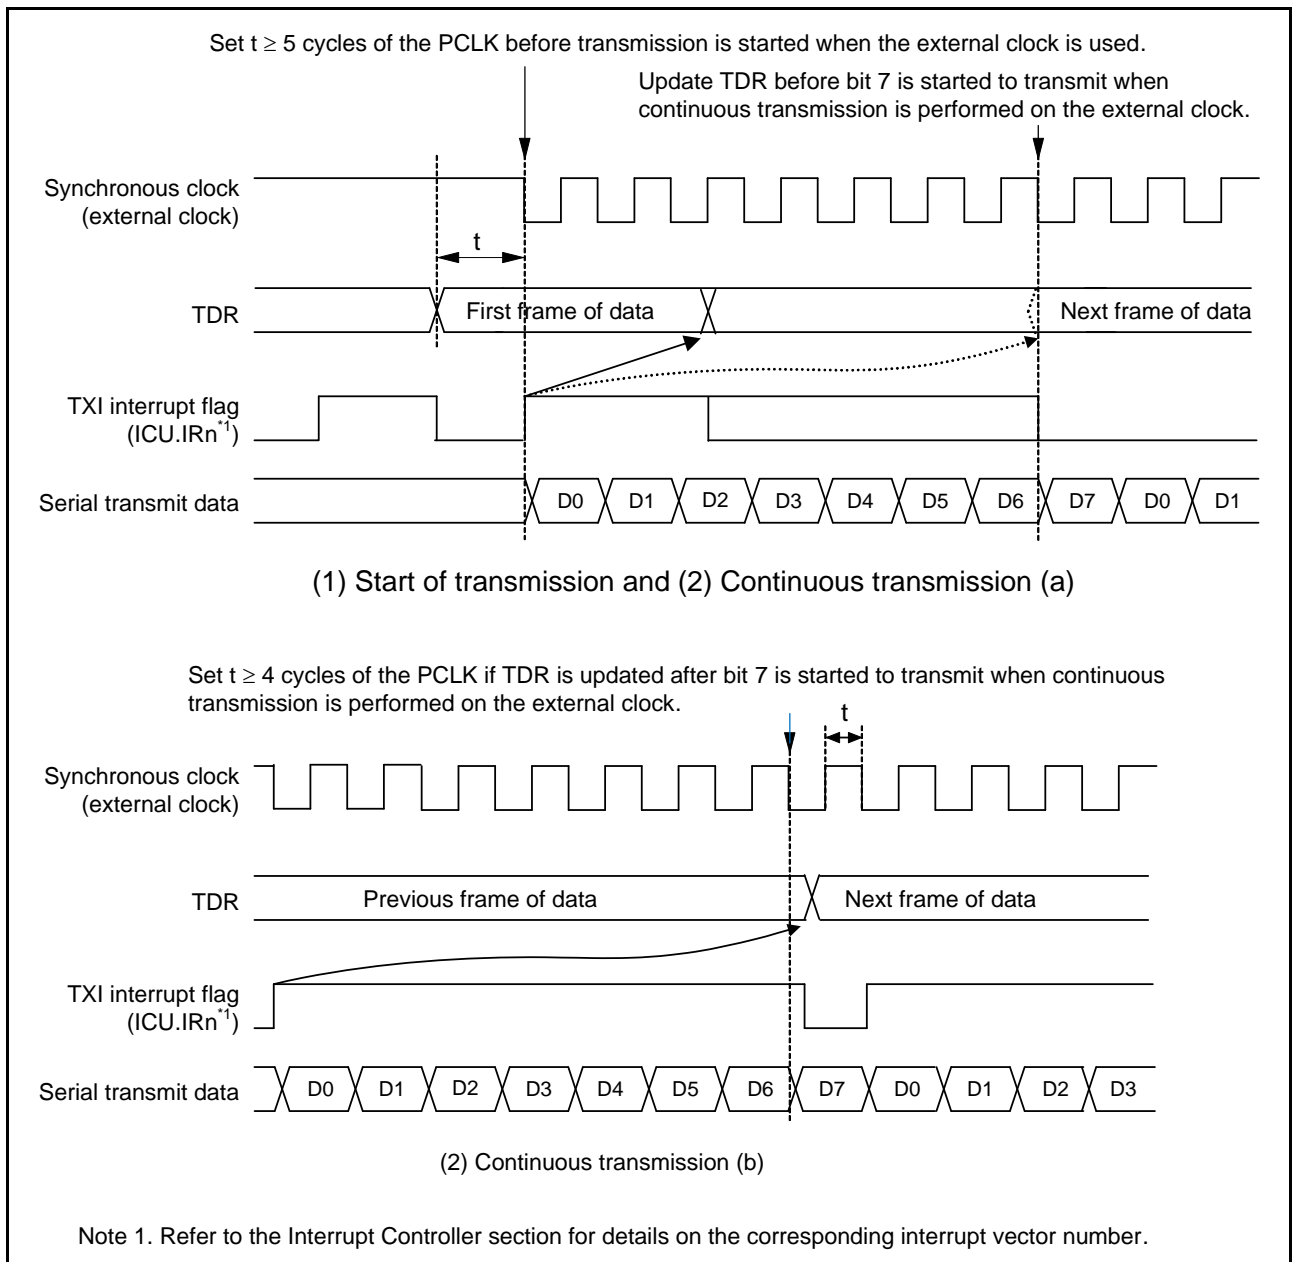 Set t ≥ 5 cycles of the PCLK before transmission is started when the external clock is used.
Update TDR before bit 7 is started to transmit when
continuous transmission is performed on the external clock.
Synchronous clock
(external clock)
t
TDR
First frame of data
Next frame of data
TXI interrupt flag
(ICU.IRn*1)
Serial transmit data
D0 D1 D2 D3 D4 D5 D6 D7 D0 D1
(1) Start of transmission and (2) Continuous transmission (a)
Set t ≥ 4 cycles of the PCLK if TDR is updated after bit 7 is started to transmit when continuous
transmission is performed on the external clock.
t
Synchronous clock
(external clock)
TDR
Previous frame of data
Next frame of data
TXI interrupt flag
(ICU.IRn*1)
Serial transmit data
D0 D1 D2 D3 D4 D5 D6 D7 D0 D1 D2 D3
(2) Continuous transmission (b)
Note 1. Refer to the Interrupt Controller section for details on the corresponding interrupt vector number.